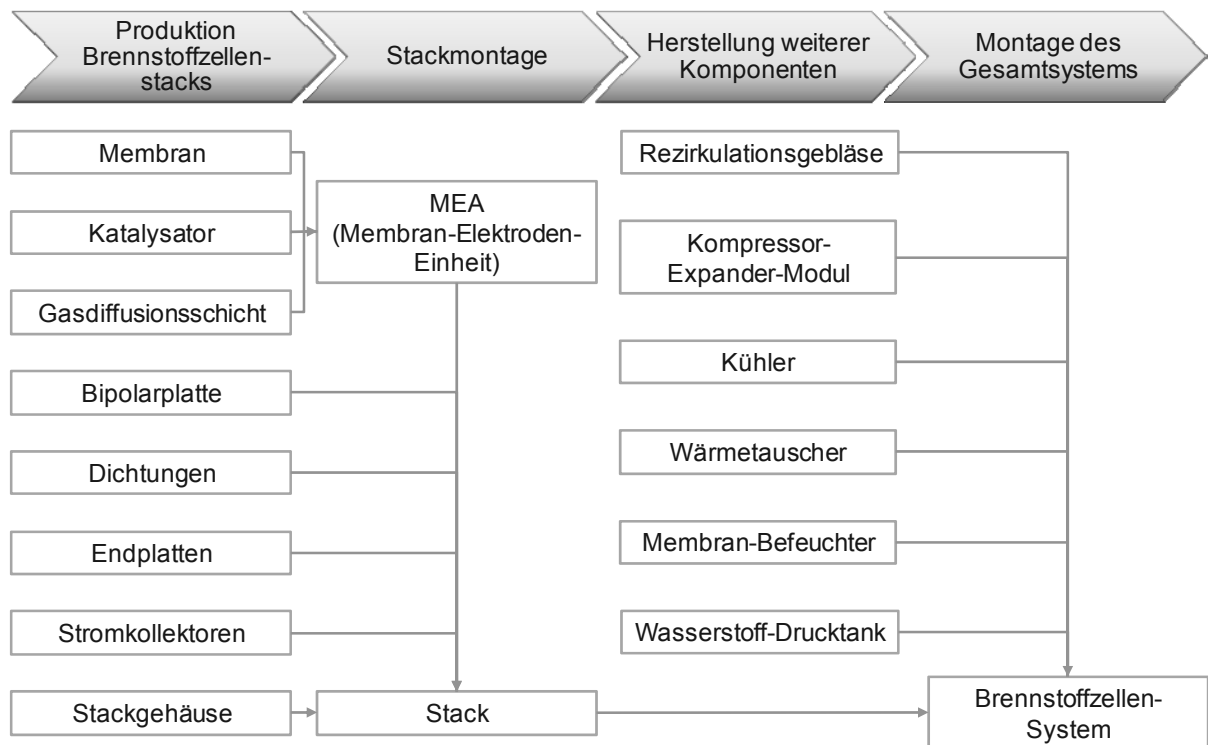 Produktion
Brennstoffzellen-
stacks
Stackmontage
Herstellung weiterer
Komponenten
Montage des
Gesamtsystems
Membran
Katalysator
Gasdiffusionsschicht
Bipolarplatte
Dichtungen
Endplatten
Stromkollektoren
Stackgehäuse
MEA
(Membran-Elektroden-
Einheit)
Stack
Rezirkulationsgebläse
Kompressor-
Expander-Modul
Kühler
Wärmetauscher
Membran-Befeuchter
Wasserstoff-Drucktank
Brennstoffzellen-
System